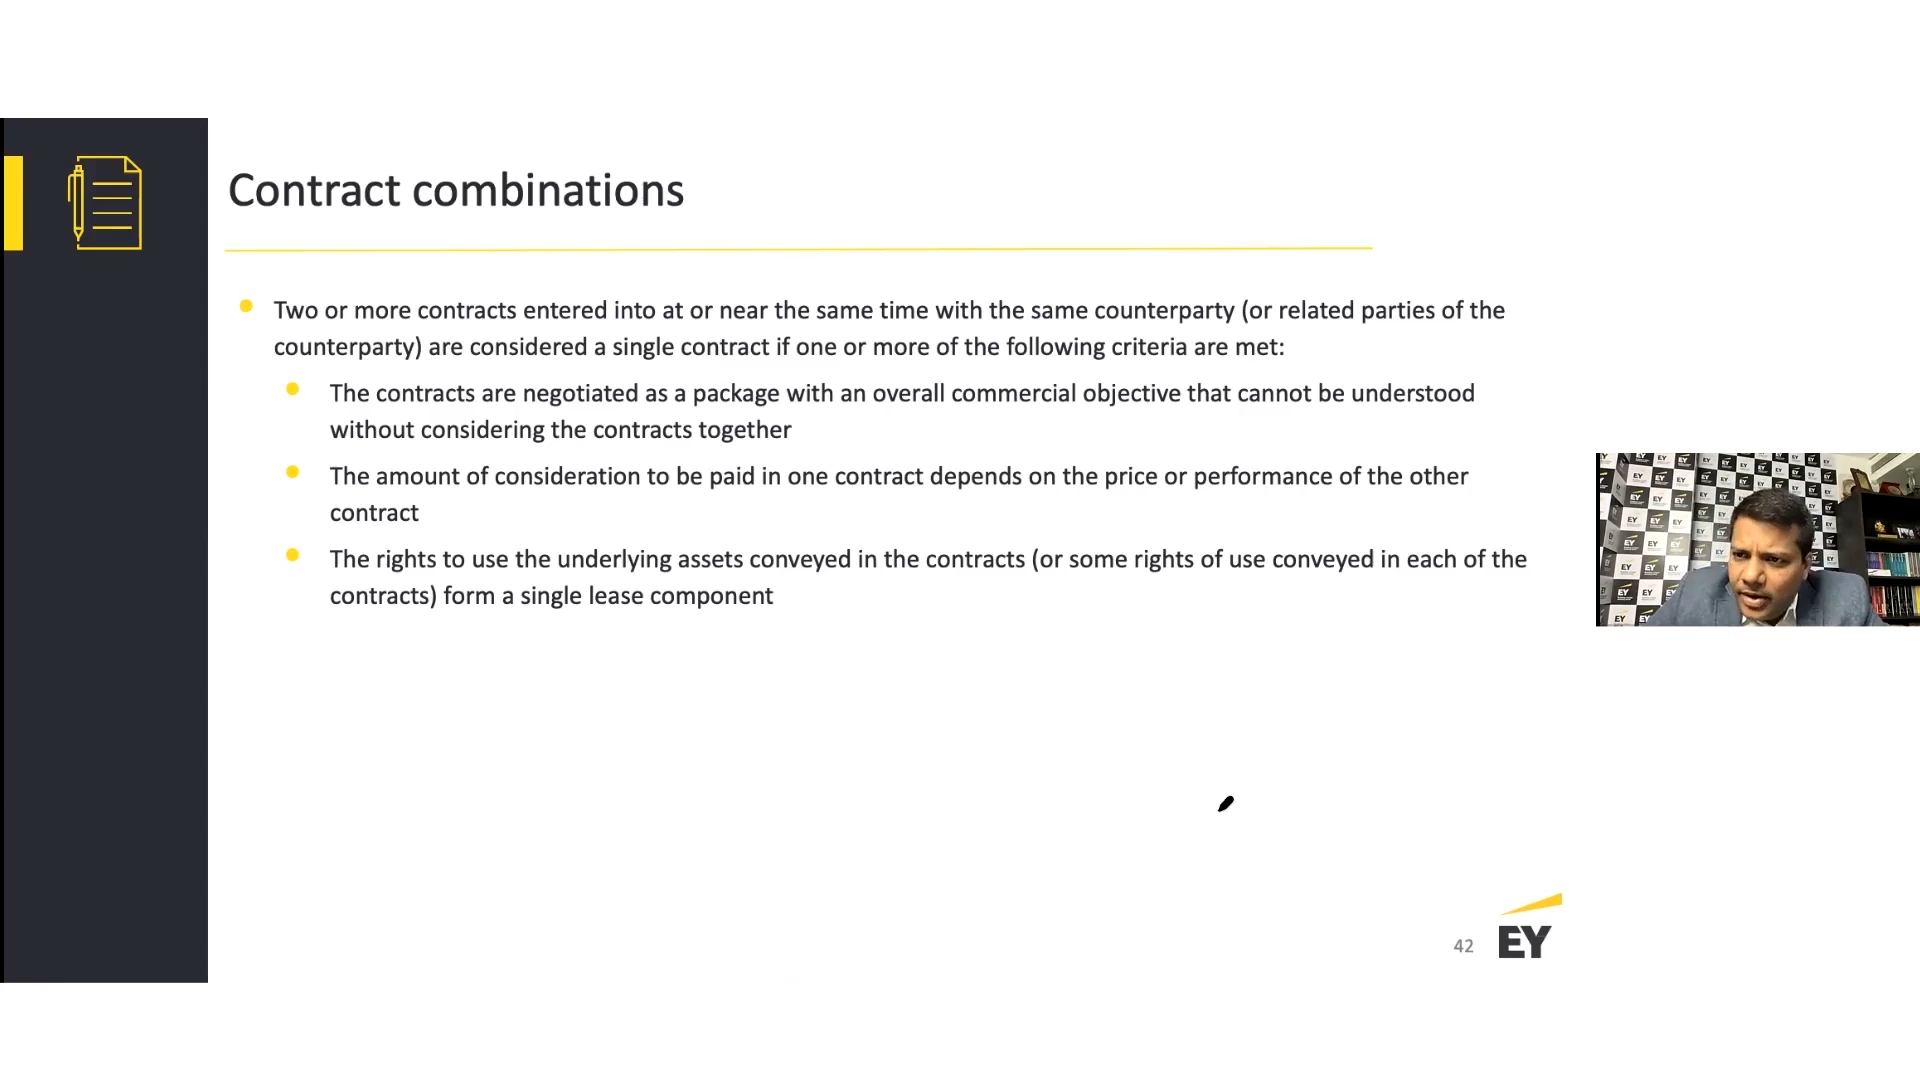 Contract combinations
Two or more contracts entered into at or near the same time with the same counterparty (or related parties of the
counterparty) are considered a single contract if one or more of the following criteria are met:
The contracts are negotiated as a package with an overall commercial objective that cannot be understood
without considering the contracts together
The amount of consideration to be paid in one contract depends on the price or performance of the other
contract
The rights to use the underlying assets conveyed in the contracts (or some rights of use conveyed in each of the
contracts) form a single lease component
42
EY